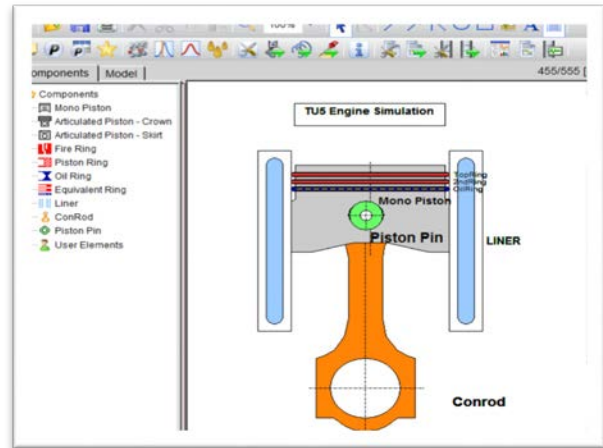 100%
P P
A
omponents | Model
455/555 [
Components
Mono Piston
Articulated Piston - Crown
Articulated Piston - Skirt
Fire Ring
Piston Ring
Oil Ring
Equivalent Ring
Liner
ConRod
Piston Pin
User Elements
TU5 Engine Simulation
TopRing
2ndRing
OilRing
Mono Piston
Piston Pin
LINER
Conrod